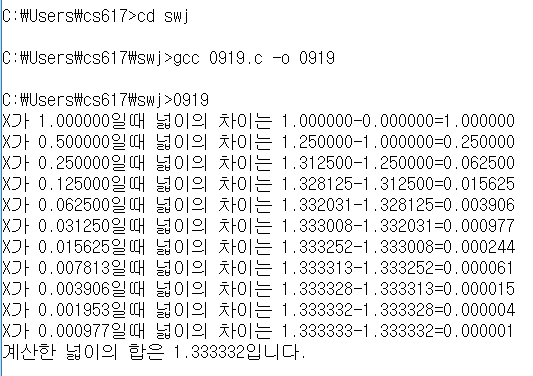 C:₩Users₩cs617>cd swj
C:₩Users₩cs617₩swj>gcc 0919.c -o 0919
C:₩Users₩cs617₩swj>0919
X가 1.000000일때 넓이의 차이는 1.000000-0.000000=1.000000
X가 0.500000일때 넓이의 차이는 1.250000-1.000000=0.250000
X가 0.250000일때 넓이의 차이는 1.312500-1.250000=0.062500
X가 0.125000일때 넓이의 차이는 1.328125-1.312500=0.015625
X가 0.062500일때 넓이의 차이는 1.332031-1.328125=0.003906
X가 0.031250일때 넓이의 차이는 1.333008-1.332031=0.000977
X가 0.015625일때 넓이의 차이는 1.333252-1.333008=0.000244
X가 0.007813일때 넓이의 차이는 1.333313-1.333252=0.000061
X가 0.003906일때 넓이의 차이는 1.333328-1.333313=0.000015
X가 0.001953일때 넓이의 차이는 1.333332-1.333328=0.000004
X가 0.000977일때 넓이의 차이는 1.333333-1.333332=0.000001
계산한 넓이의 합은 1.333332입니다.